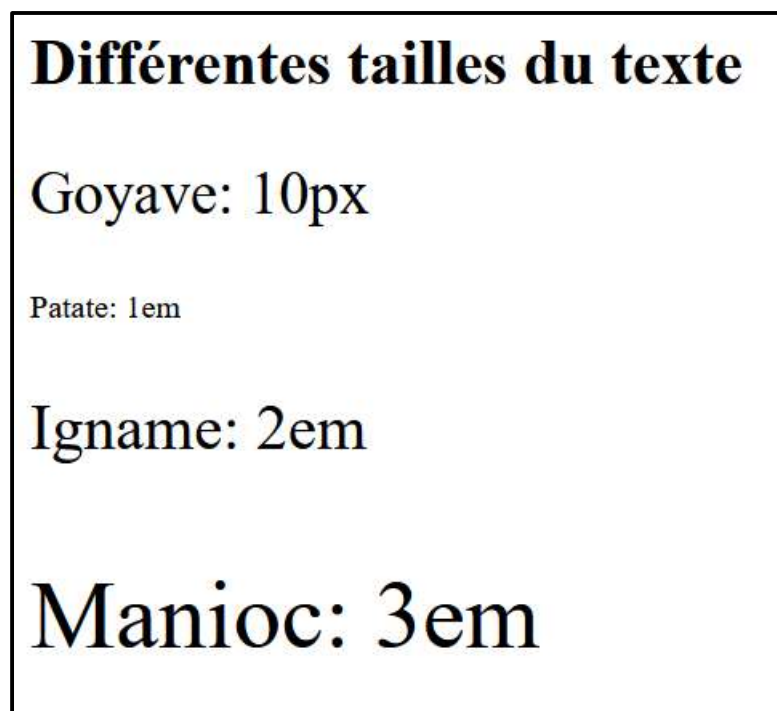 Différentes tailles du texte
Goyave: 10px
Patate: 1em
Igname: 2em
Manioc: 3em